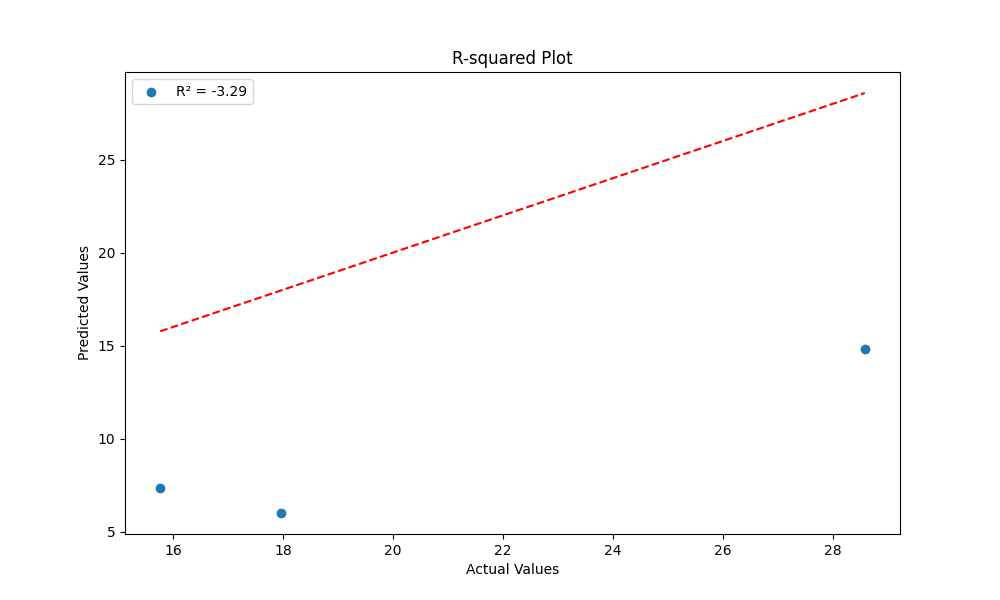 R-squared Plot
R² = -3.29
25
20
15
10
5
Predicted Values
16 18 20 22 24 26 28
Actual Values